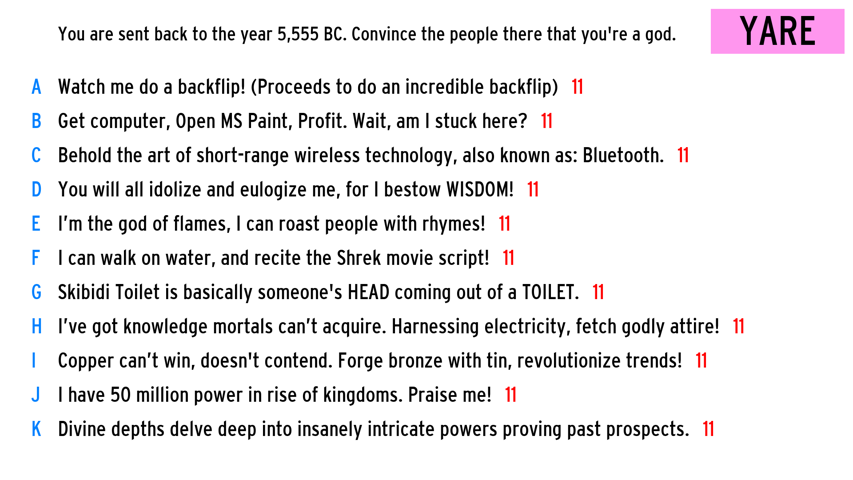 You are sent back to the year 5,555 BC. Convince the people there that you're a god.
YARE
A Watch me do a backflip! (Proceeds to do an incredible backflip) 11
B Get computer, Open MS Paint, Profit. Wait, am I stuck here? 11
C Behold the art of short-range wireless technology, also known as: Bluetooth. 11
D You will all idolize and eulogize me, for I bestow WISDOM! 11
E I’m the god of flames, I can roast people with rhymes! 11
F I can walk on water, and recite the Shrek movie script! 11
G Skibidi Toilet is basically someone's HEAD coming out of a TOILET. 11
H I’ve got knowledge mortals can’t acquire. Harnessing electricity, fetch godly attire! 11
I Copper can’t win, doesn't contend. Forge bronze with tin, revolutionize trends! 11
J I have 50 million power in rise of kingdoms. Praise me! 11
K Divine depths delve deep into insanely intricate powers proving past prospects. 11